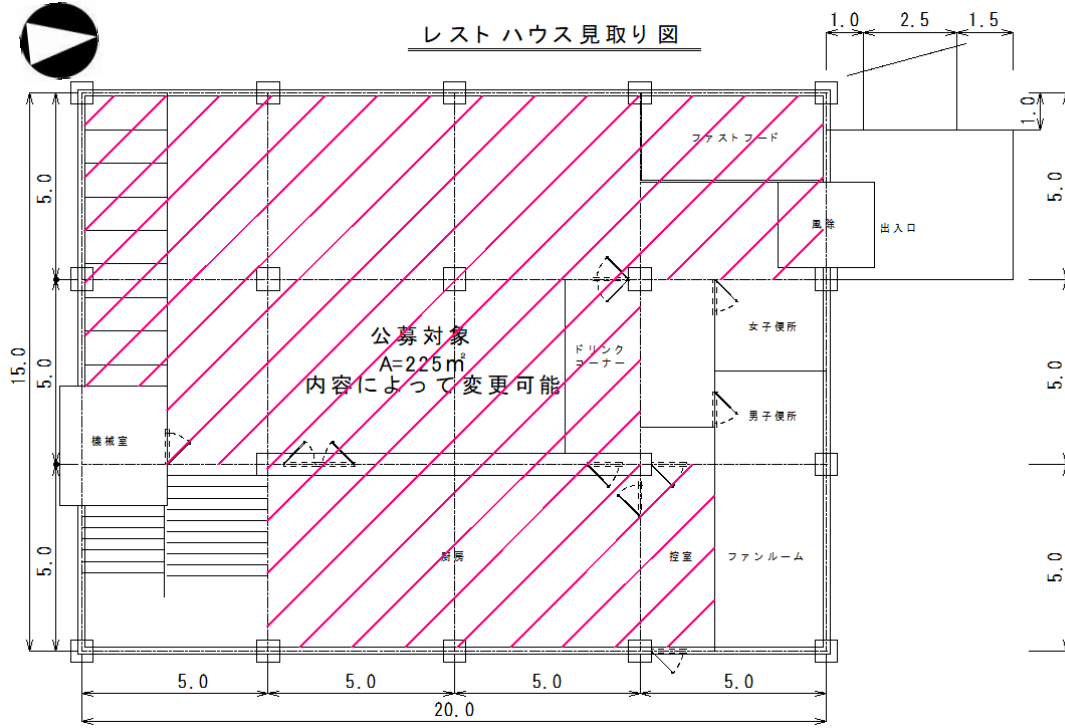 レストハウス見取り図
1.0
2.5
1.5
1.0
ファストフード
5.0
5.0
風除
出入口
女子便所
公募対象
A=225㎡
内容によって変更可能
ドリンク
コーナー
15.0
5.0
5.0
男子便所
機械室
厨房
控室
ファンルーム
5.0
5.0
5.0
5.0
5.0
5.0
20.0